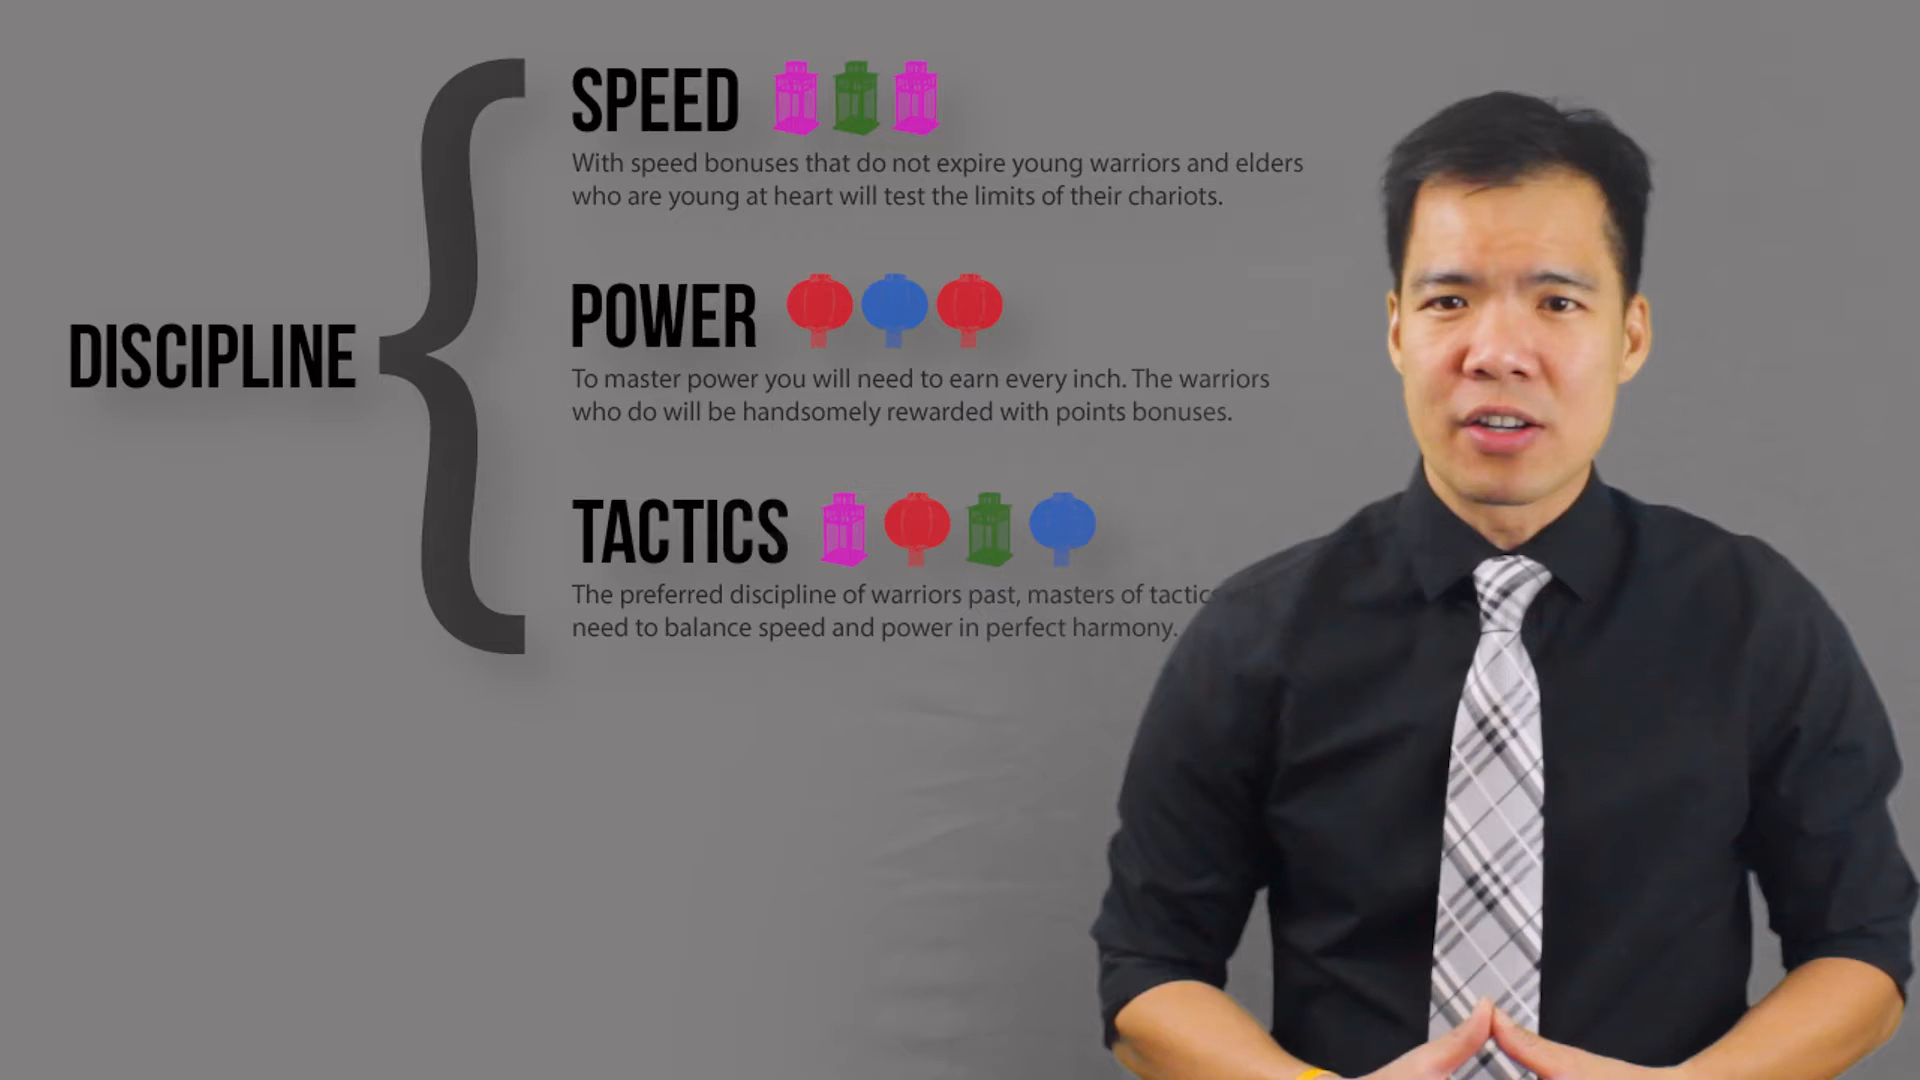 DISCIPLINE
SPEED
With speed bonuses that do not expire young warriors and elders
who are young at heart will test the limits of their chariots.
POWER
To master power you will need to earn every inch. The warriors
who do will be handsomely rewarded with points bonuses.
TACTICS
The preferred discipline of warriors past, masters of tactics
need to balance speed and power in perfect harmony.